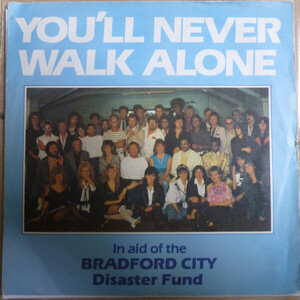 YOU'LL NEVER
WALK ALONE
In aid of the
BRADFORD CITY
Disaster Fund